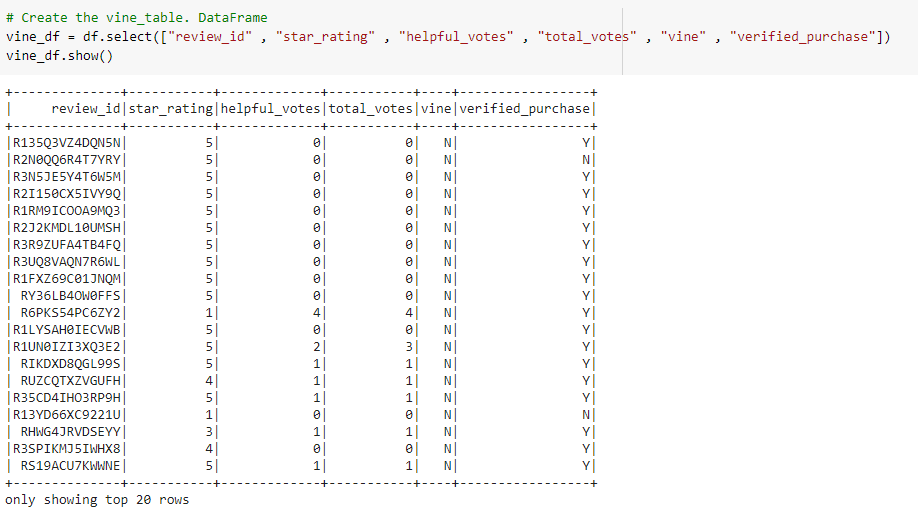 # Create the vine_table. DataFrame
vine_df = df.select(["review_id" , "star_rating" , "helpful_votes" , "total_votes" , "vine" , "verified_purchase"])
vine_df.show()
+--------------+-----------+-------------+-----------+----+-----------------+
|     review_id|star_rating|helpful_votes|total_votes|vine|verified_purchase|
+--------------+-----------+-------------+-----------+----+-----------------+
|R135Q3VZ4DQN5N|          5|            0|          0|   N|                Y|
|R2N0QQ6R4T7YRY|          5|            0|          0|   N|                N|
|R3N5JE5Y4T6W5M|          5|            0|          0|   N|                Y|
|R2I150CX5IVY9Q|          5|            0|          0|   N|                Y|
|R1RM9ICOOA9MQ3|          5|            0|          0|   N|                Y|
|R2J2KMDL10UMSH|          5|            0|          0|   N|                Y|
|R3R9ZUFA4TB4FQ|          5|            0|          0|   N|                Y|
|R3UQ8VAQN7R6WL|          5|            0|          0|   N|                Y|
|R1FXZ69C01JNQM|          5|            0|          0|   N|                Y|
| RY36LB4OW0FFS|          5|            0|          0|   N|                Y|
| R6PKS54PC6ZY2|          1|            4|          4|   N|                Y|
|R1LYSAH0IECVWB|          5|            0|          0|   N|                Y|
|R1UN0IZI3XQ3E2|          5|            2|          3|   N|                Y|
| RIKDXD8QGL99S|          5|            1|          1|   N|                Y|
| RUZCQTXZVGUFH|          4|            1|          1|   N|                Y|
|R35CD4IHO3RP9H|          5|            1|          1|   N|                Y|
|R13YD66XC9221U|          1|            0|          0|   N|                N|
| RHWG4JRVDSEYY|          3|            1|          1|   N|                Y|
|R3SPIKMJ5IWHX8|          4|            0|          0|   N|                Y|
| RS19ACU7KWWNE|          5|            1|          1|   N|                Y|
+--------------+-----------+-------------+-----------+----+-----------------+
only showing top 20 rows